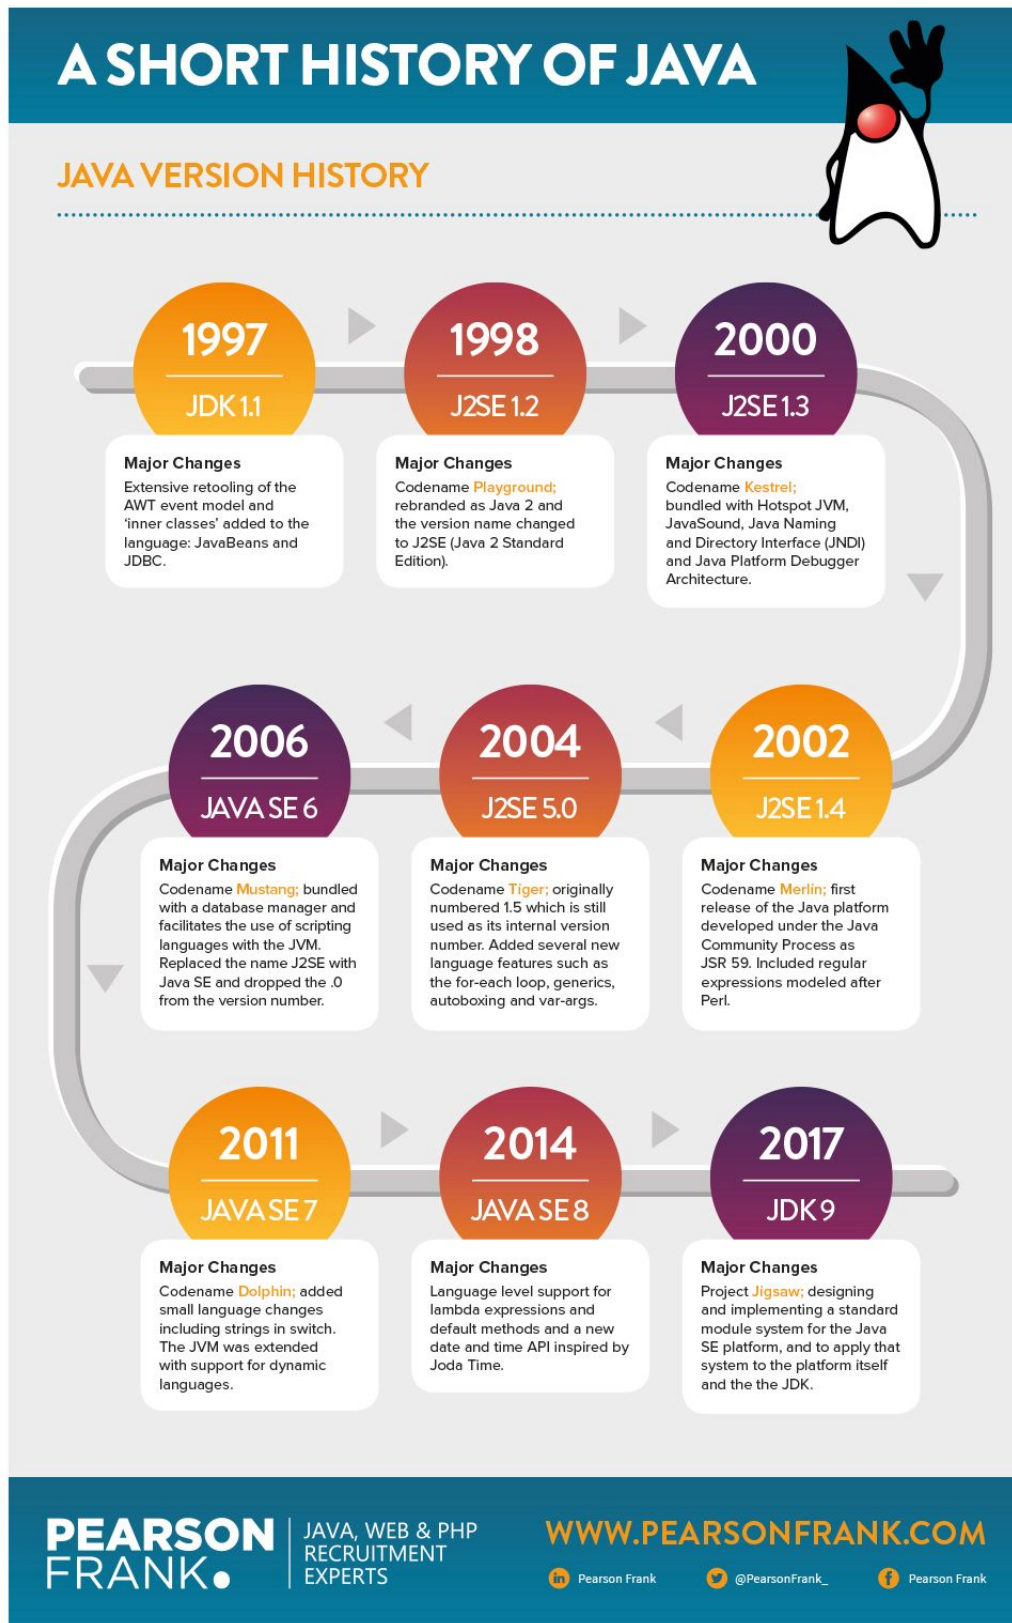 A SHORT HISTORY OF JAVA
JAVA VERSION HISTORY
1997
JDK 1.1
Major Changes
Extensive retooling of the
AWT event model and
‘inner classes’ added to the
language: JavaBeans and
JDBC.
1998
J2SE 1.2
Major Changes
Codename Playground;
rebranded as Java 2 and
the version name changed
to J2SE (Java 2 Standard
Edition).
2000
J2SE 1.3
Major Changes
Codename Kestrel;
bundled with Hotspot JVM,
JavaSound, Java Naming
and Directory Interface (JNDI)
and Java Platform Debugger
Architecture.
2002
J2SE 1.4
Major Changes
Codename Merlin; first
release of the Java platform
developed under the Java
Community Process as
JSR 59. Included regular
expressions modeled after
Perl.
2004
J2SE 5.0
Major Changes
Codename Tiger; originally
numbered 1.5 which is still
used as its internal version
number. Added several new
language features such as
the for-each loop, generics,
autoboxing and var-args.
2006
JAVA SE 6
Major Changes
Codename Mustang; bundled
with a database manager and
facilitates the use of scripting
languages with the JVM.
Replaced the name J2SE with
Java SE and dropped the .0
from the version number.
2011
JAVA SE 7
Major Changes
Codename Dolphin; added
small language changes
including strings in switch.
The JVM was extended
with support for dynamic
languages.
2014
JAVA SE 8
Major Changes
Language level support for
lambda expressions and
default methods and a new
date and time API inspired by
Joda Time.
2017
JDK 9
Major Changes
Project Jigsaw; designing
and implementing a standard
module system for the Java
SE platform, and to apply that
system to the platform itself
and the the JDK.
PEARSON
FRANK
JAVA, WEB & PHP
RECRUITMENT
EXPERTS
WWW.PEARSONFRANK.COM
in Pearson Frank
@PearsonFrank_
f Pearson Frank